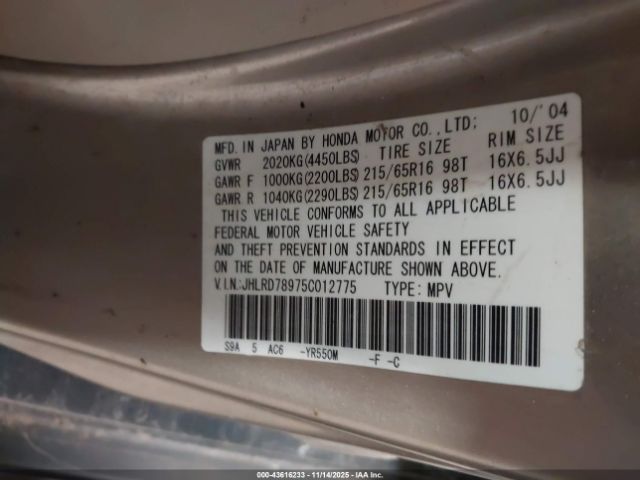 MFD. IN JAPAN BY HONDA MOTOR CO., LTD; 10/'04
GVWR 2020KG(4450LBS) TIRE SIZE RIM SIZE
GAWR F 1000KG(2200LBS) 215/65R16 98T 16X6.5JJ
GAWR R 1040KG(2290LBS) 215/65R16 98T 16X6.5JJ
THIS VEHICLE CONFORMS TO ALL APPLICABLE
FEDERAL MOTOR VEHICLE SAFETY
AND THEFT PREVENTION STANDARDS IN EFFECT
ON THE DATE OF MANUFACTURE SHOWN ABOVE.
V.I.N:JHLRD78975C012775 TYPE: MPV
S9A 5 AC6 -YR550M -F -C
000-43616233 - 11/14/2025 - IAAI.COM